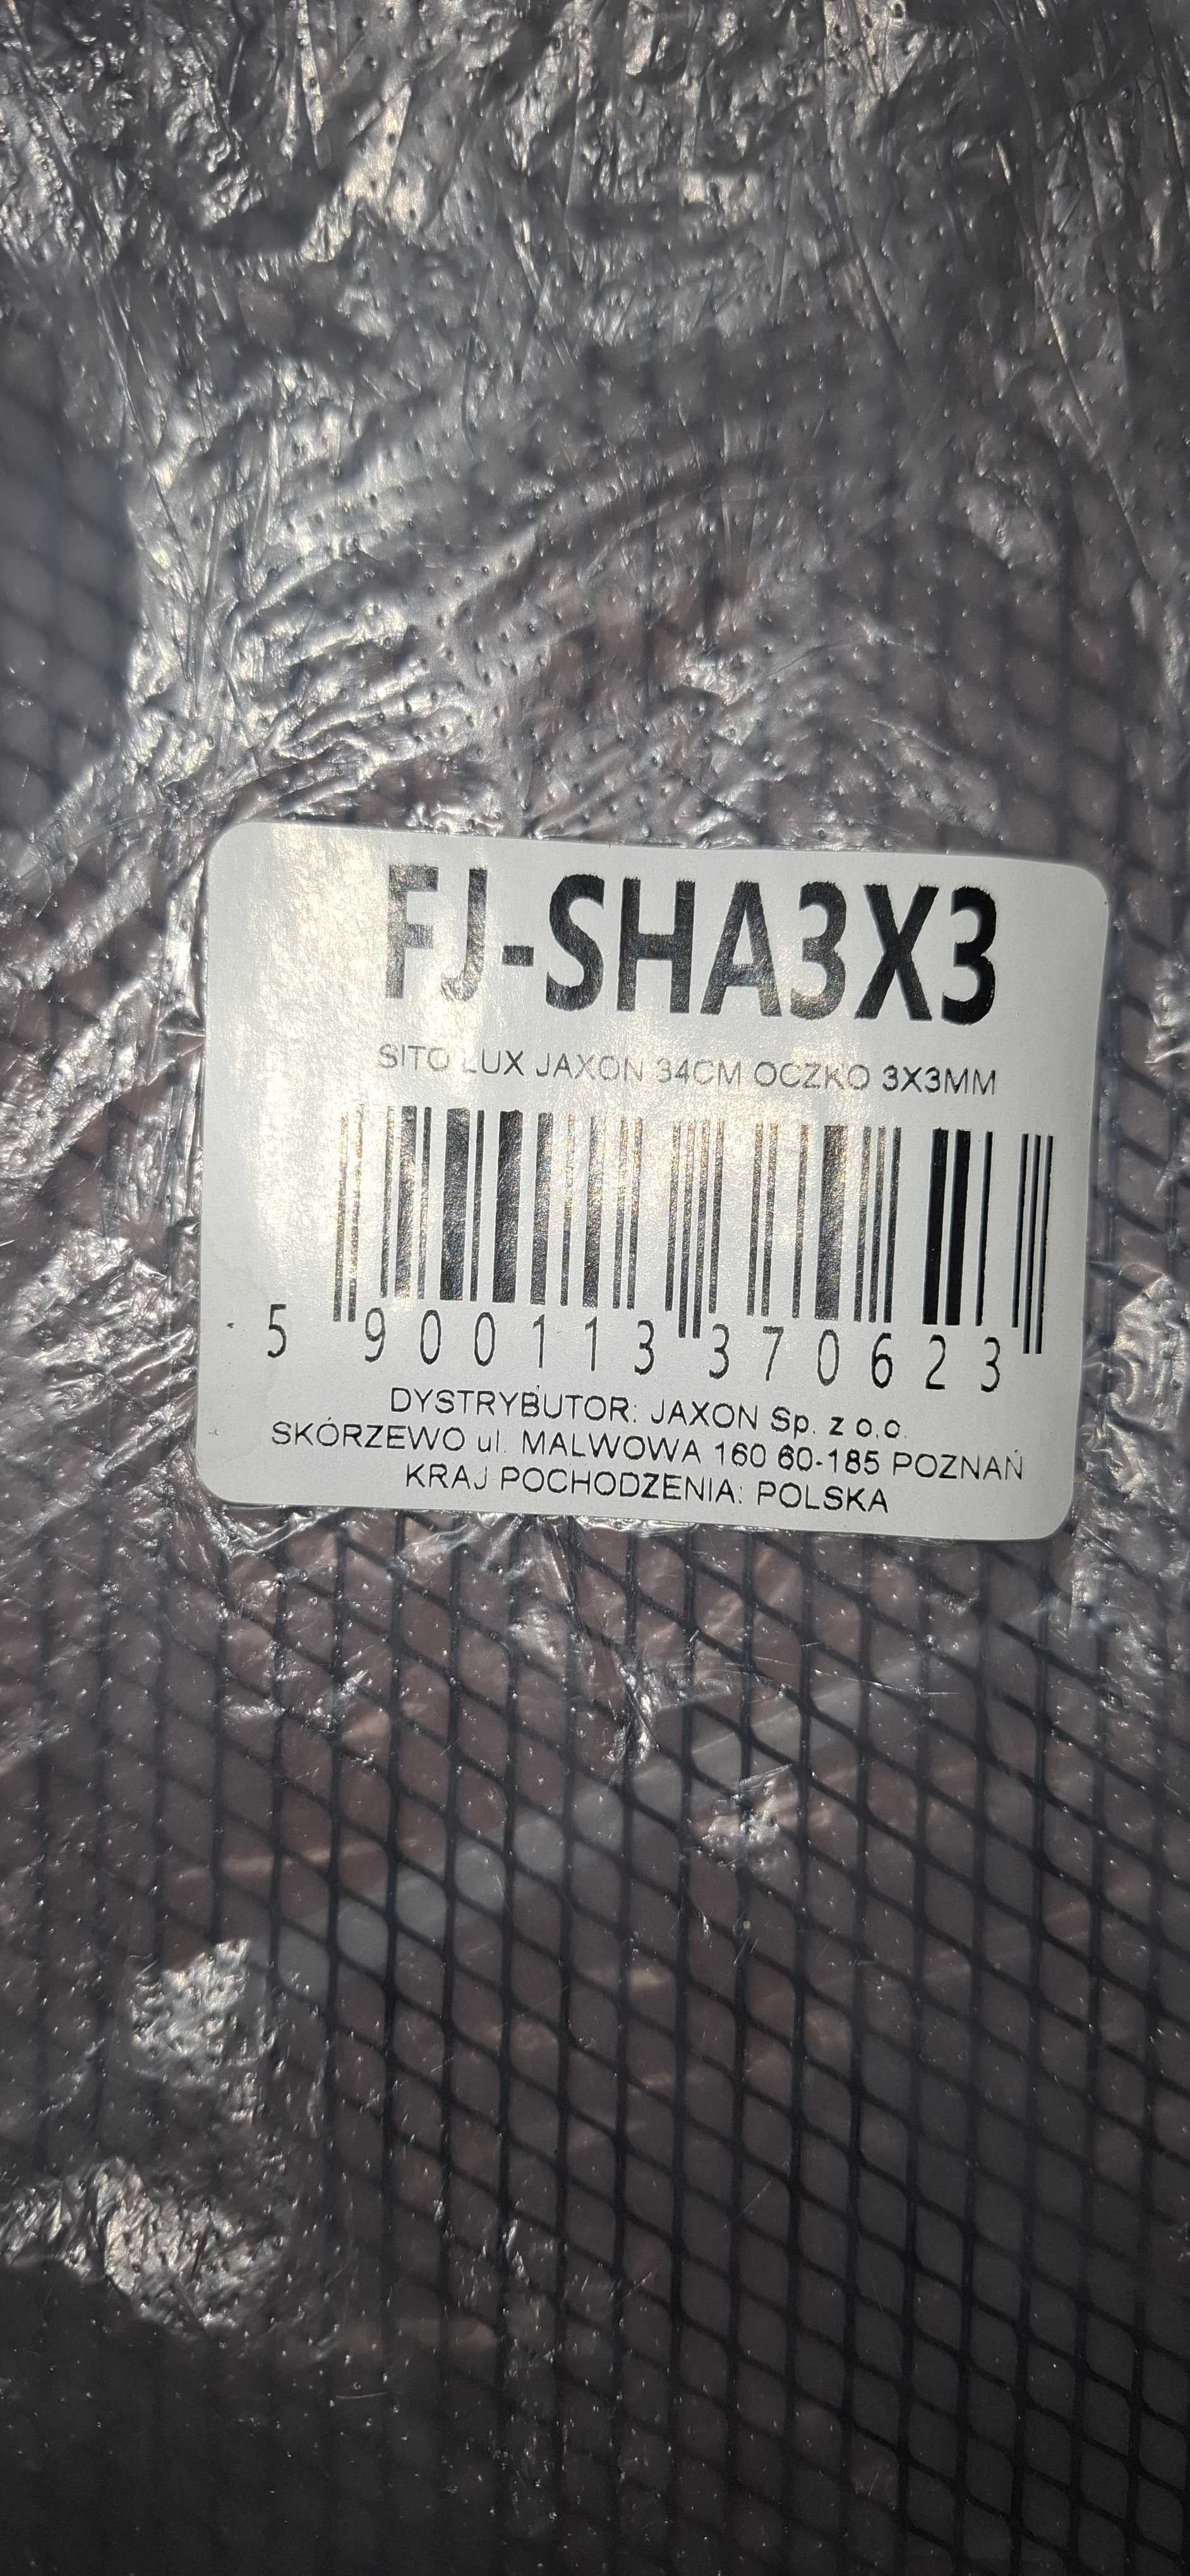 FJ-SHA3X3
SITO LUX JAXON 34CM OCZKO 3X3MM
5 900113 370623
DYSTRYBUTOR: JAXON Sp. z o.o.
SKÓRZEWO ul. MALWOWA 160 60-185 POZNAŃ
KRAJ POCHODZENIA: POLSKA